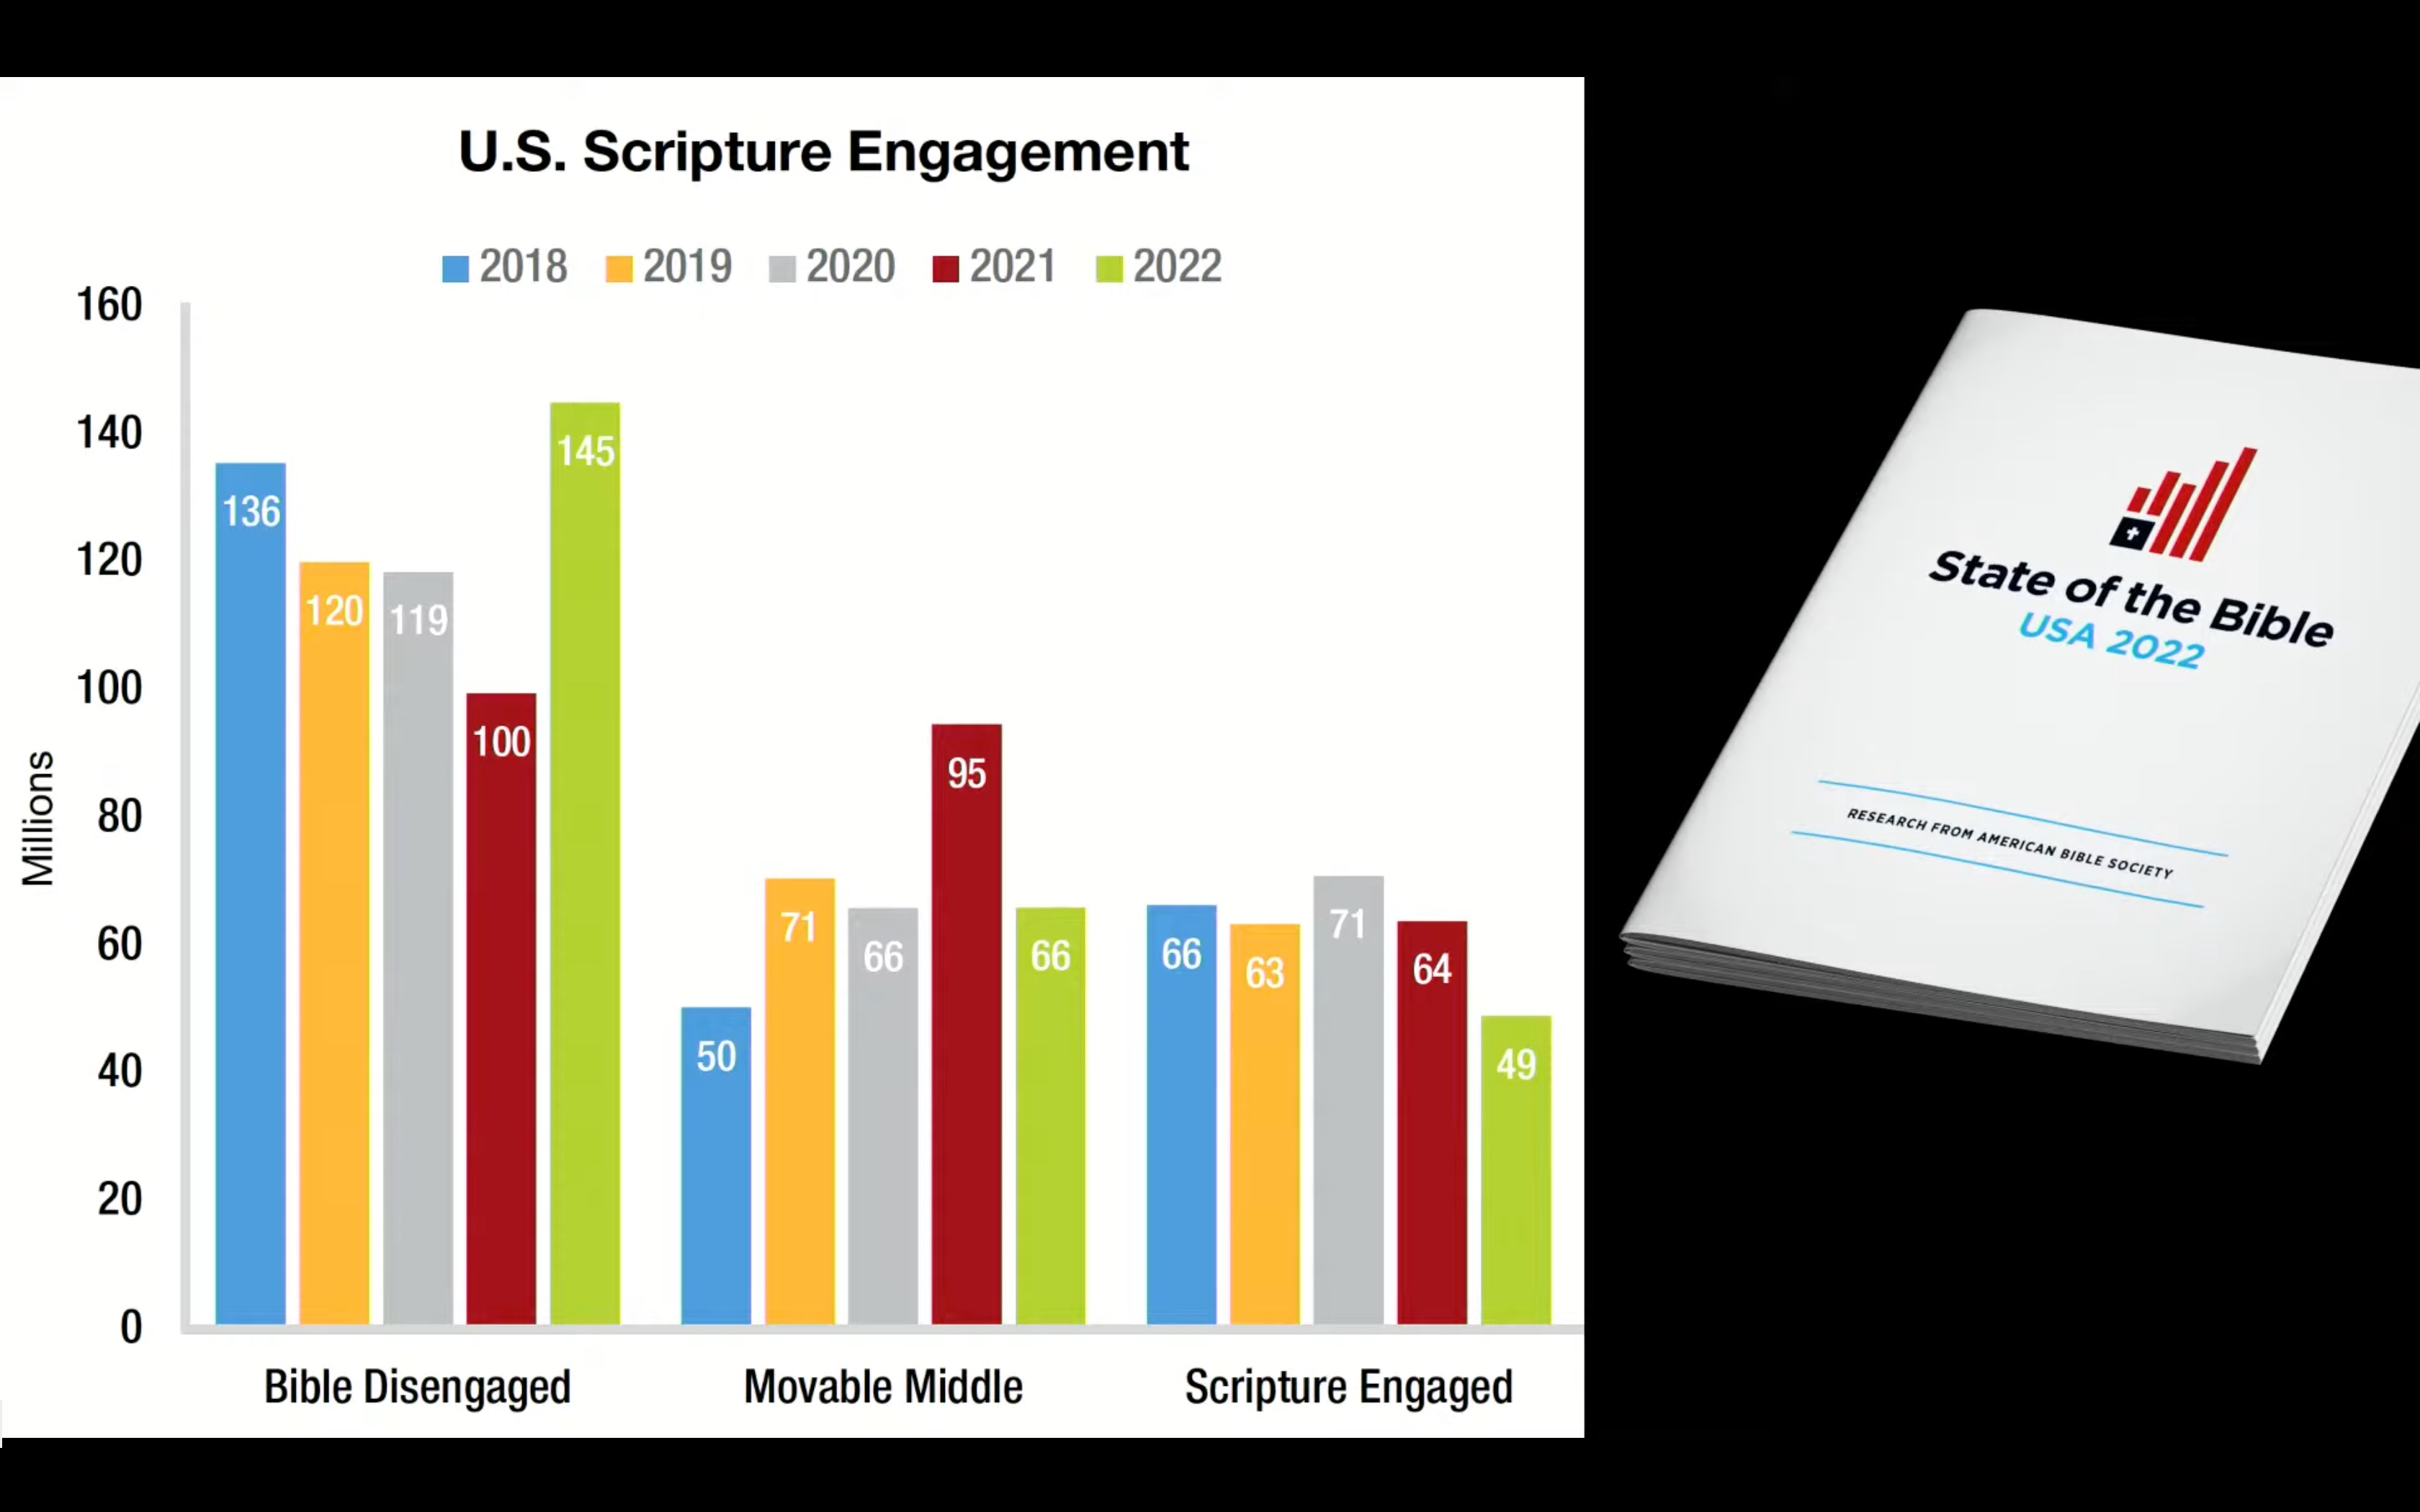 U.S. Scripture Engagement
2018 2019 2020 2021 2022
160
140
120
100
80
60
40
20
0
Millions
136
120
119
100
145
50
71
66
95
66
66
63
71
64
49
Bible Disengaged
Movable Middle
Scripture Engaged
State of the Bible
USA 2022
RESEARCH FROM AMERICAN BIBLE SOCIETY